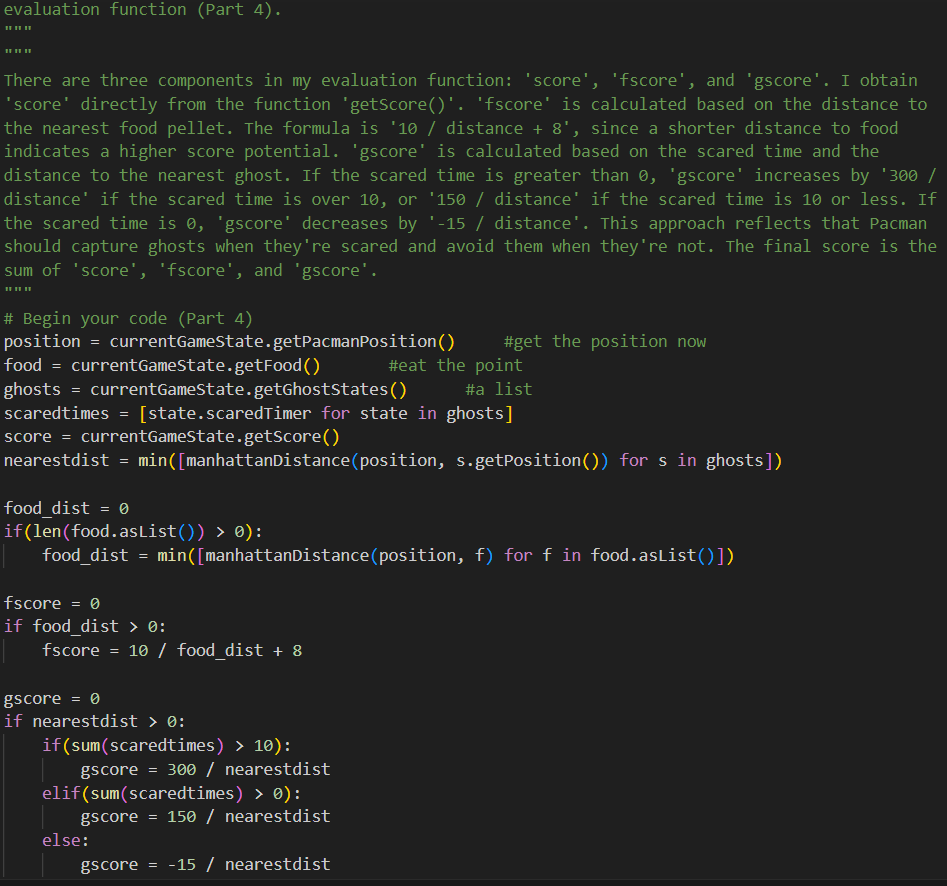 evaluation function (Part 4).
"""
"""
There are three components in my evaluation function: 'score', 'fscore', and 'gscore'. I obtain
'score' directly from the function 'getScore()'. 'fscore' is calculated based on the distance to
the nearest food pellet. The formula is '10 / distance + 8', since a shorter distance to food
indicates a higher score potential. 'gscore' is calculated based on the scared time and the
distance to the nearest ghost. If the scared time is greater than 0, 'gscore' increases by '300 /
distance' if the scared time is over 10, or '150 / distance' if the scared time is 10 or less. If
the scared time is 0, 'gscore' decreases by '-15 / distance'. This approach reflects that Pacman
should capture ghosts when they're scared and avoid them when they're not. The final score is the
sum of 'score', 'fscore', and 'gscore'.
"""
# Begin your code (Part 4)
position = currentGameState.getPacmanPosition()     #get the position now
food = currentGameState.getFood()       #eat the point
ghosts = currentGameState.getGhostStates()      #a list
scaredtimes = [state.scaredTimer for state in ghosts]
score = currentGameState.getScore()
nearestdist = min([manhattanDistance(position, s.getPosition()) for s in ghosts])

food_dist = 0
if(len(food.asList()) > 0):
    food_dist = min([manhattanDistance(position, f) for f in food.asList()])

fscore = 0
if food_dist > 0:
    fscore = 10 / food_dist + 8

gscore = 0
if nearestdist > 0:
    if(sum(scaredtimes) > 10):
        gscore = 300 / nearestdist
    elif(sum(scaredtimes) > 0):
        gscore = 150 / nearestdist
    else:
        gscore = -15 / nearestdist